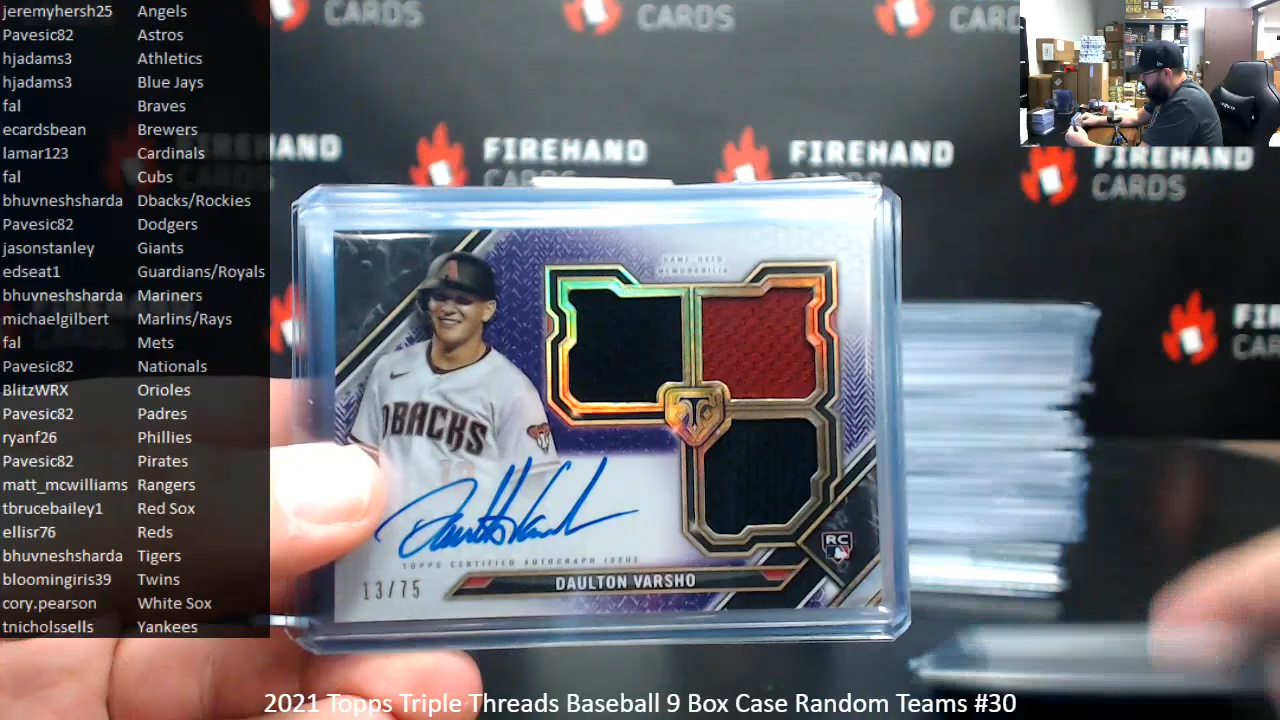 jeremyhersh25 Angels
Pavesic82 Astros
hjadams3 Athletics
hjadams3 Blue Jays
fal Braves
ecardsbean Brewers
lamar123 Cardinals
fal Cubs
bhuvneshsharda Dbacks/Rockies
Pavesic82 Dodgers
jasonstanley Giants
edseat1 Guardians/Royals
bhuvneshsharda Mariners
michaelgilbert Marlins/Rays
fal Mets
Pavesic82 Nationals
BlitzWRX Orioles
Pavesic82 Padres
ryanf26 Phillies
Pavesic82 Pirates
matt_mcwilliams Rangers
tbrucebailey1 Red Sox
ellisr76 Reds
bhuvneshsharda Tigers
bloomingiris39 Twins
cory.pearson White Sox
tnicholssells Yankees
CARDS
CARDS
CARDS
FIREHAND
CARDS
FIREHAND
CARDS
FIREHAND
CARDS
GAME-USED
MEMORABILIA
A
DBACKS
T
RC
TOPPS CERTIFIED AUTOGRAPH ISSUE
13/75
DAULTON VARSHO
2021 Topps Triple Threads Baseball 9 Box Case Random Teams #30